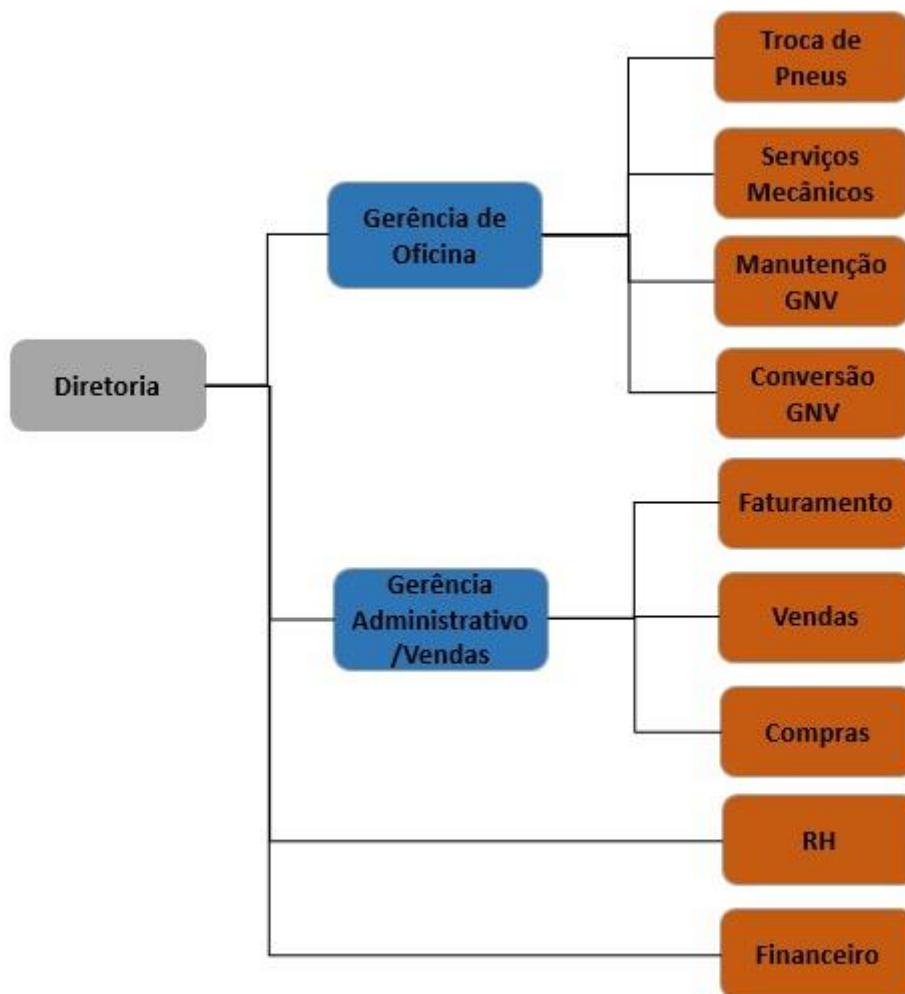 Troca de
Pneus
Serviços
Mecânicos
Gerência de
Oficina
Manutenção
GNV
Diretoria
Conversão
GNV
Faturamento
Gerência
Administrativo
/Vendas
Vendas
Compras
RH
Financeiro